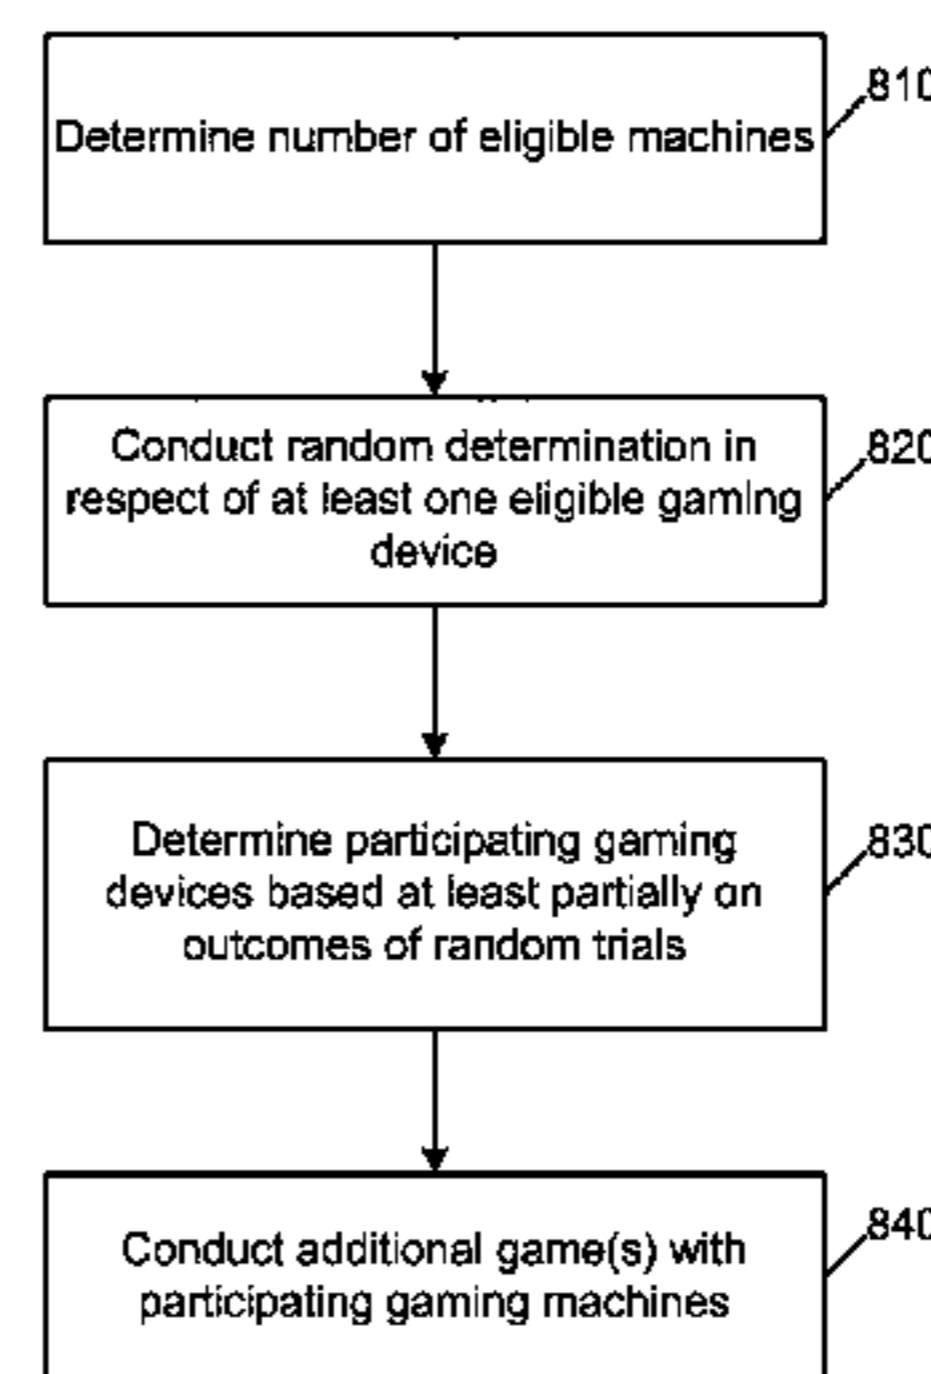 Determine number of eligible machines
810
Conduct random determination in
respect of at least one eligible gaming
device
820
Determine participating gaming
devices based at least partially on
outcomes of random trials
830
Conduct additional game(s) with
participating gaming machines
840